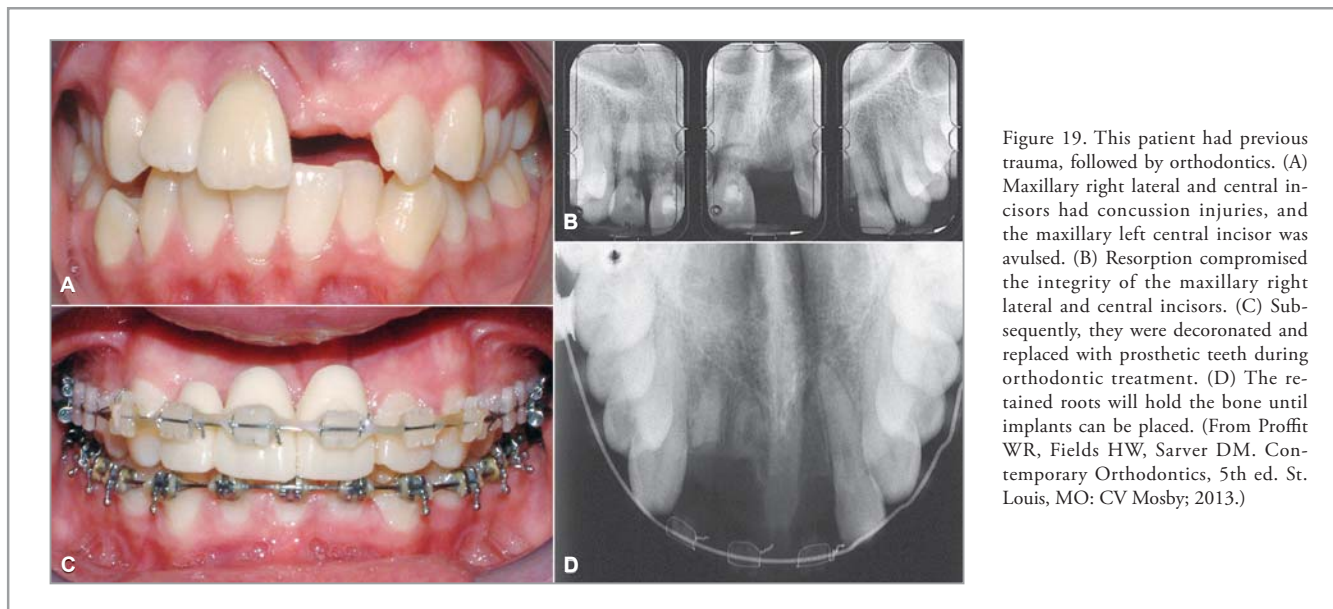 A
B
C
D
Figure 19. This patient had previous
trauma, followed by orthodontics. (A)
Maxillary right lateral and central in-
cisors had concussion injuries, and
the maxillary left central incisor was
avulsed. (B) Resorption compromised
the integrity of the maxillary right
lateral and central incisors. (C) Sub-
sequently, they were decoronated and
replaced with prosthetic teeth during
orthodontic treatment. (D) The re-
tained roots will hold the bone until
implants can be placed. (From Proffit
WR, Fields HW, Sarver DM. Con-
temporary Orthodontics, 5th ed. St.
Louis, MO: CV Mosby; 2013.)